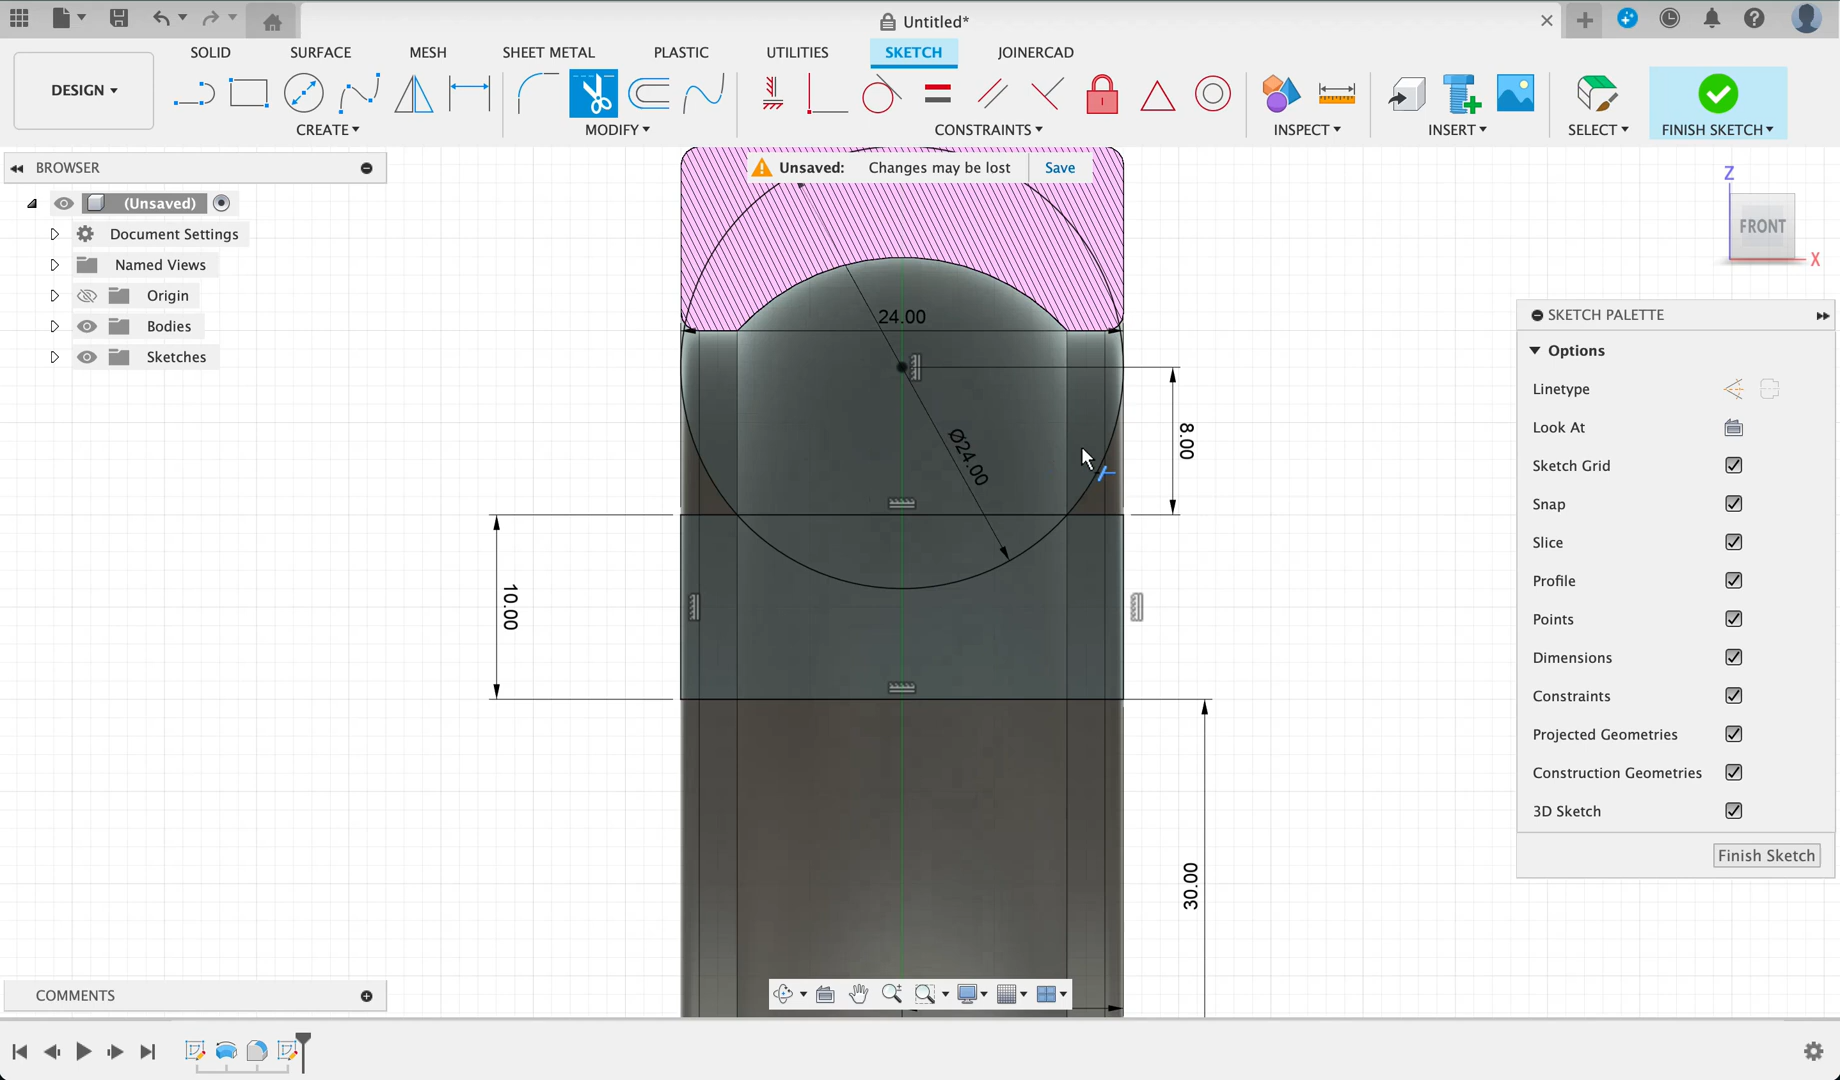 Untitled*
DESIGN
SOLID
SURFACE
MESH
SHEET METAL
PLASTIC
UTILITIES
SKETCH
JOINERCAD
CREATE
MODIFY
CONSTRAINTS
INSPECT
INSERT
SELECT
FINISH SKETCH
BROWSER
Unsaved: Changes may be lost Save
(Unsaved)
Document Settings
Named Views
Origin
Bodies
Sketches
Z
FRONT
X
SKETCH PALETTE
Options
Linetype
Look At
Sketch Grid
Snap
Slice
Profile
Points
Dimensions
Constraints
Projected Geometries
Construction Geometries
3D Sketch
Finish Sketch
24.00
Ø24.00
8.00
10.00
30.00
COMMENTS